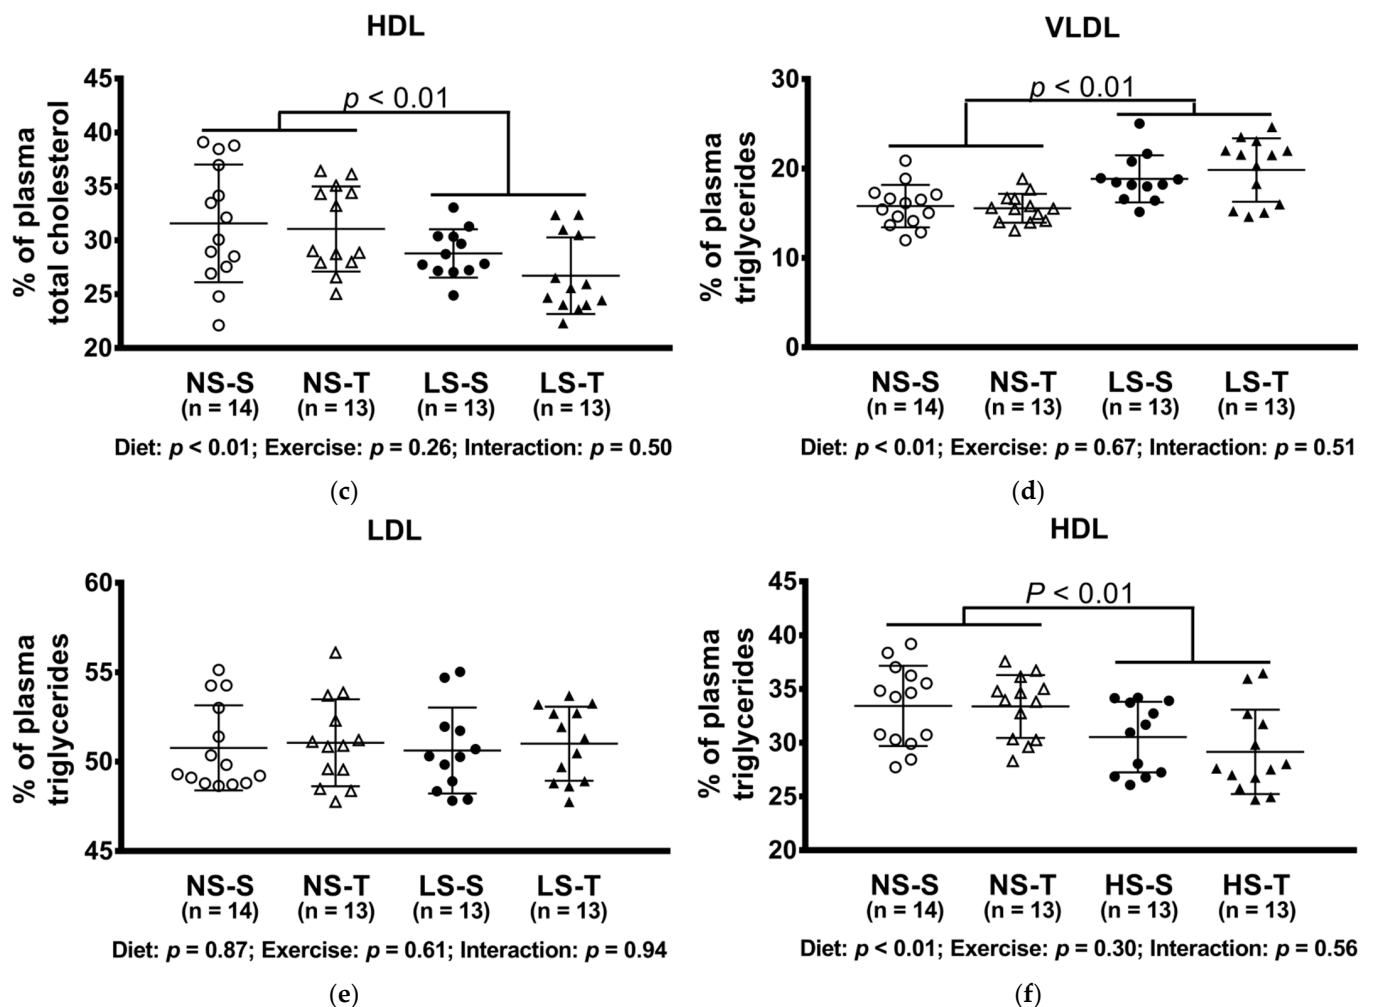 HDL
% of plasma
total cholesterol
45
40
35
30
25
20
p < 0.01
NS-S
(n = 14)
NS-T
(n = 13)
LS-S
(n = 13)
LS-T
(n = 13)
Diet: p < 0.01; Exercise: p = 0.26; Interaction: p = 0.50
(c)
VLDL
% of plasma
triglycerides
30
20
10
0
p < 0.01
NS-S
(n = 14)
NS-T
(n = 13)
LS-S
(n = 13)
LS-T
(n = 13)
Diet: p < 0.01; Exercise: p = 0.67; Interaction: p = 0.51
(d)
LDL
% of plasma
triglycerides
60
55
50
45
NS-S
(n = 14)
NS-T
(n = 13)
LS-S
(n = 13)
LS-T
(n = 13)
Diet: p = 0.87; Exercise: p = 0.61; Interaction: p = 0.94
(e)
HDL
% of plasma
triglycerides
45
40
35
30
25
20
P < 0.01
NS-S
(n = 14)
NS-T
(n = 13)
HS-S
(n = 13)
HS-T
(n = 13)
Diet: p < 0.01; Exercise: p = 0.30; Interaction: p = 0.56
(f)